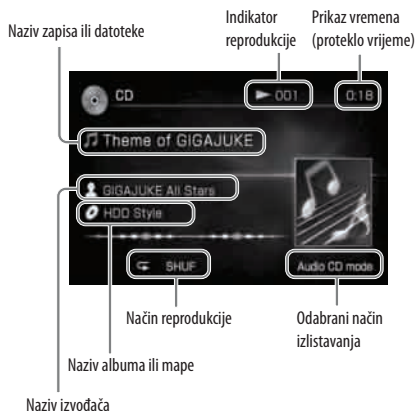 Indikator
reprodukcije
Prikaz vremena
(proteklo vrijeme)
Naziv zapisa ili datoteke
CD
001
0:18
Theme of GIGAJUKE
GIGAJUKE All Stars
HDD Style
SHUF
Audio CD mode
Način reprodukcije
Odabrani način
izlistavanja
Naziv albuma ili mape
Naziv izvođača